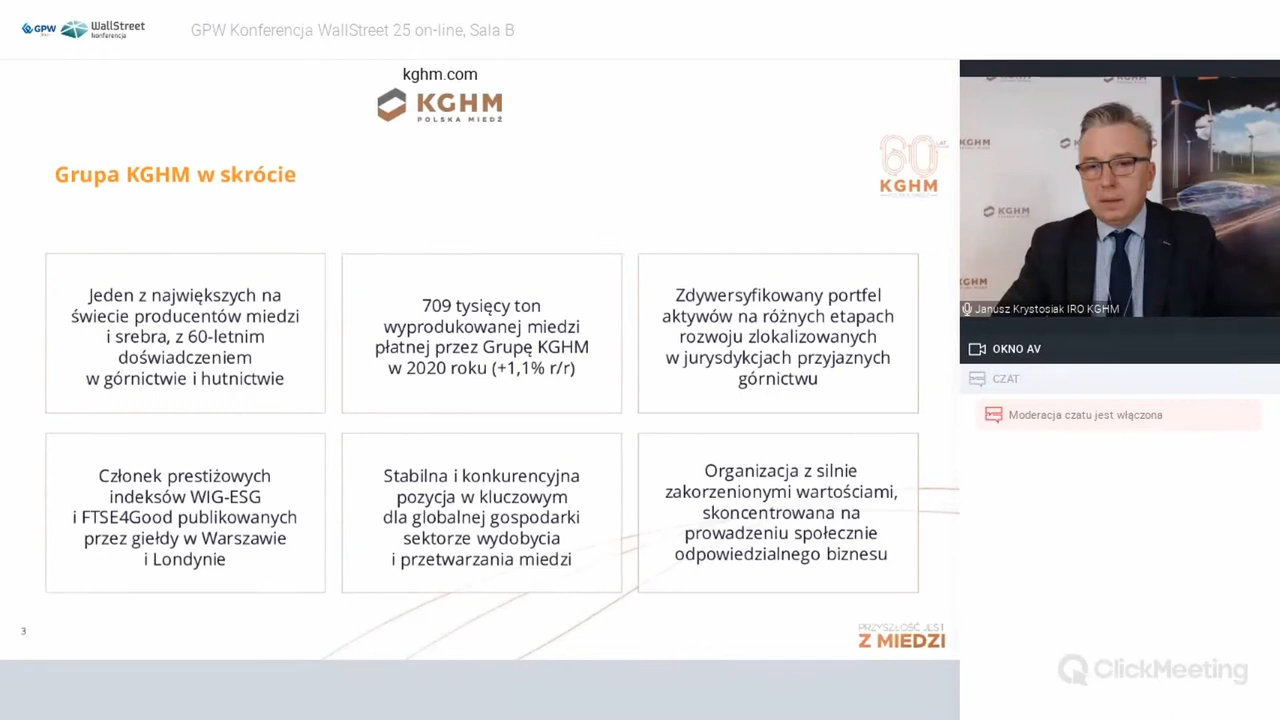 GPW WallStreet
konferencja
GPW Konferencja WallStreet 25 on-line, Sala B
kghm.com
KGHM
POLSKA MIEDŹ
60 LAT
KGHM
Grupa KGHM w skrócie
Jeden z największych na
świecie producentów miedzi
i srebra, z 60-letnim
doświadczeniem
w górnictwie i hutnictwie
709 tysięcy ton
wyprodukowanej miedzi
płatnej przez Grupę KGHM
w 2020 roku (+1,1% r/r)
Zdywersyfikowany portfel
aktywów na różnych etapach
rozwoju zlokalizowanych
w jurysdykcjach przyjaznych
górnictwu
Członek prestiżowych
indeksów WIG-ESG
i FTSE4Good publikowanych
przez giełdy w Warszawie
i Londynie
Stabilna i konkurencyjna
pozycja w kluczowym
dla globalnej gospodarki
sektorze wydobycia
i przetwarzania miedzi
Organizacja z silnie
zakorzenionymi wartościami,
skoncentrowana na
prowadzeniu społecznie
odpowiedzialnego biznesu
3
PRZYSZŁOŚĆ JEST
Z MIEDZI
KGHM
KGHM
KGHM
Janusz Krystosiak IRO KGHM
OKNO AV
CZAT
Moderacja czatu jest włączona
ClickMeeting